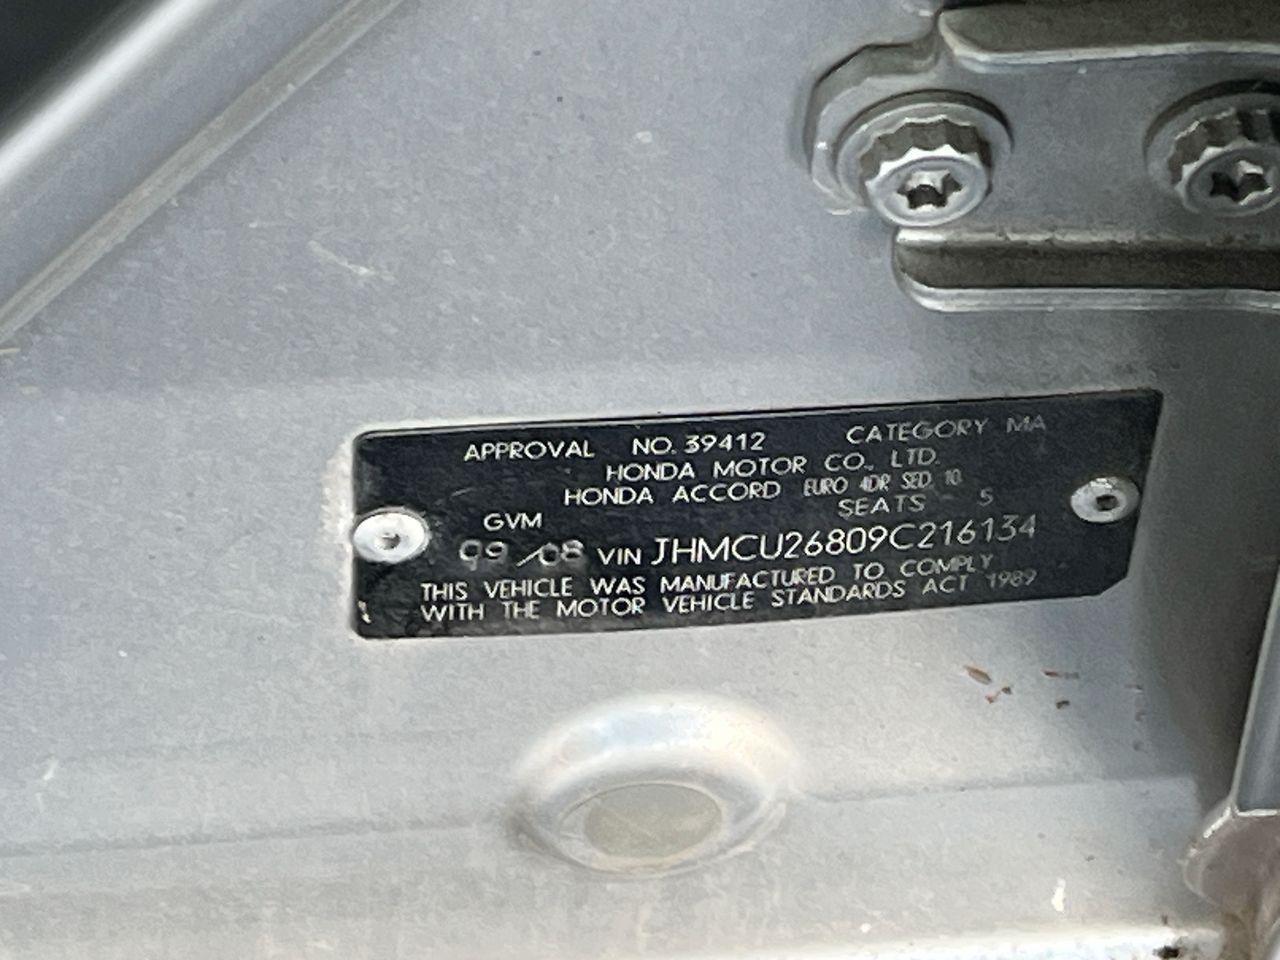 APPROVAL NO. 39412 CATEGORY MA
HONDA MOTOR CO., LTD.
HONDA ACCORD EURO 4DR SED 10
SEATS 5
GVM
09/08 VIN JHMCU26809C216134
THIS VEHICLE WAS MANUFACTURED TO COMPLY
WITH THE MOTOR VEHICLE STANDARDS ACT 1989